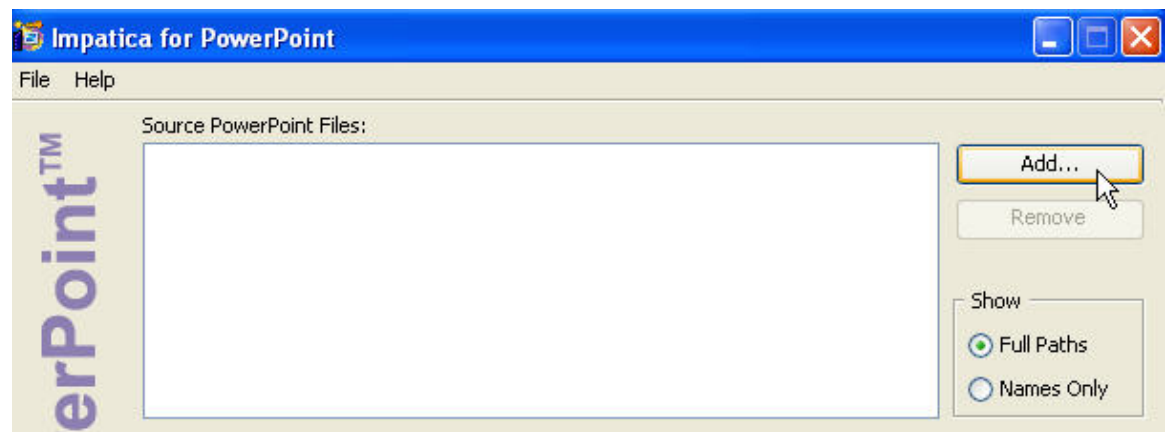 Impatica for PowerPoint
File Help
Source PowerPoint Files:
erPoint™
Add...
Remove
Show
Full Paths
Names Only